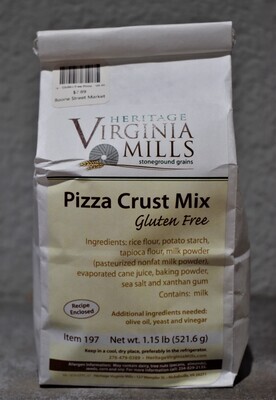 $7.99
Boone Street Market
HERITAGE
VIRGINIA
MILLS
stoneground grains
Pizza Crust Mix
Gluten Free
Ingredients: rice flour, potato starch,
tapioca flour, milk powder
(pasteurized nonfat milk powder),
evaporated cane juice, baking powder,
sea salt and xanthan gum
Contains: milk
Recipe
Enclosed
Additional ingredients needed:
olive oil, yeast and vinegar
Item 197
Net wt. 1.15 lb (521.6 g)
Keep in a cool, dry place, preferably in the refrigerator.